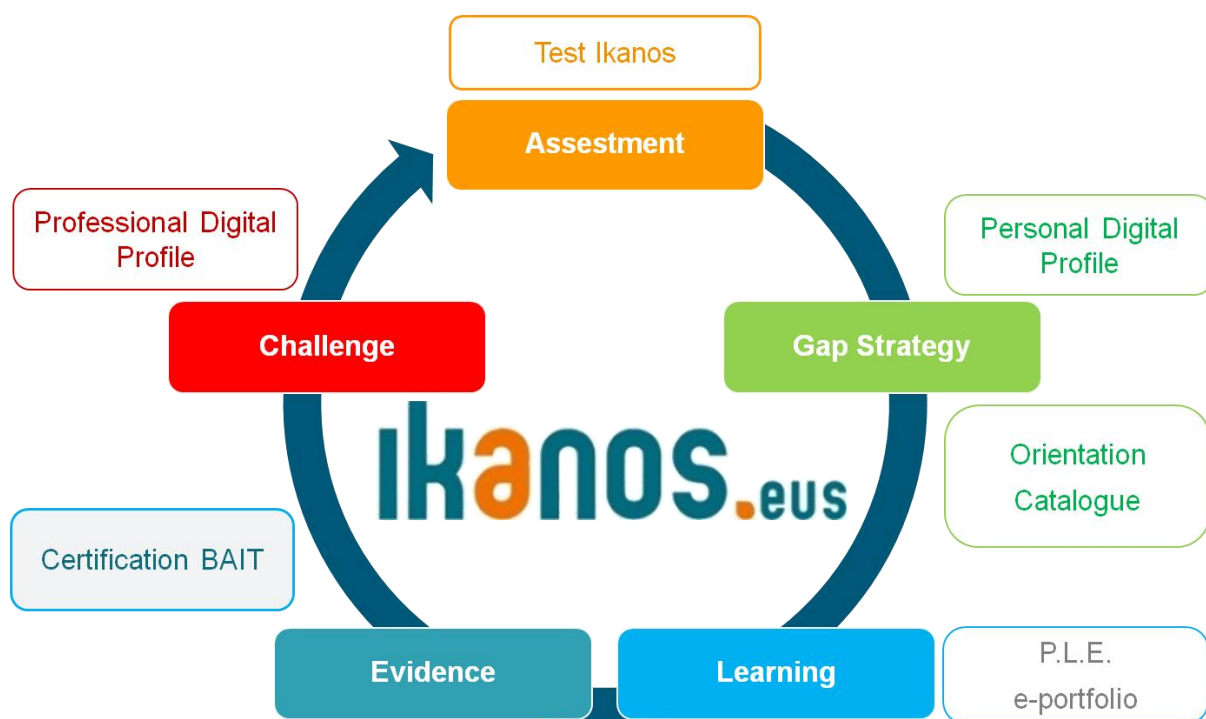 Test Ikanos
Assestment
Professional Digital
Profile
Personal Digital
Profile
Challenge
Gap Strategy
ikanos.eus
Orientation
Catalogue
Certification BAIT
Evidence
Learning
P.L.E.
e-portfolio